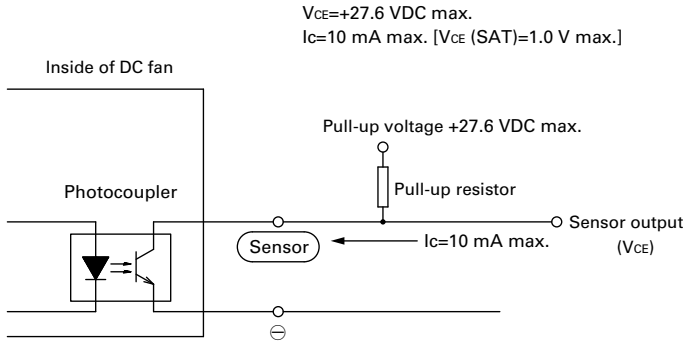 VCE=+27.6 VDC max.
Ic=10 mA max. [VCE (SAT)=1.0 V max.]
Inside of DC fan
Pull-up voltage +27.6 VDC max.
Photocoupler
Pull-up resistor
Sensor
Ic=10 mA max.
Sensor output
(VCE)
⊖